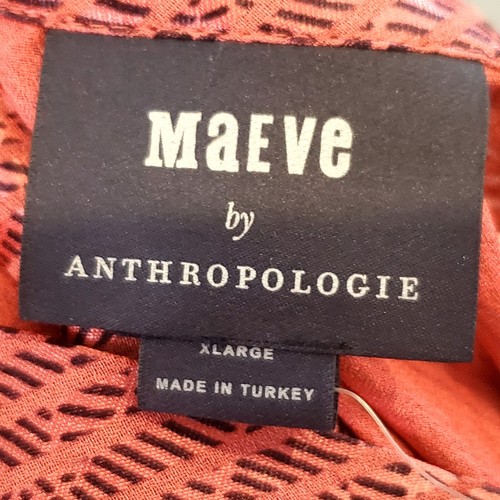 MaEVe
by
ANTHROPOLOGIE
XLARGE
MADE IN TURKEY